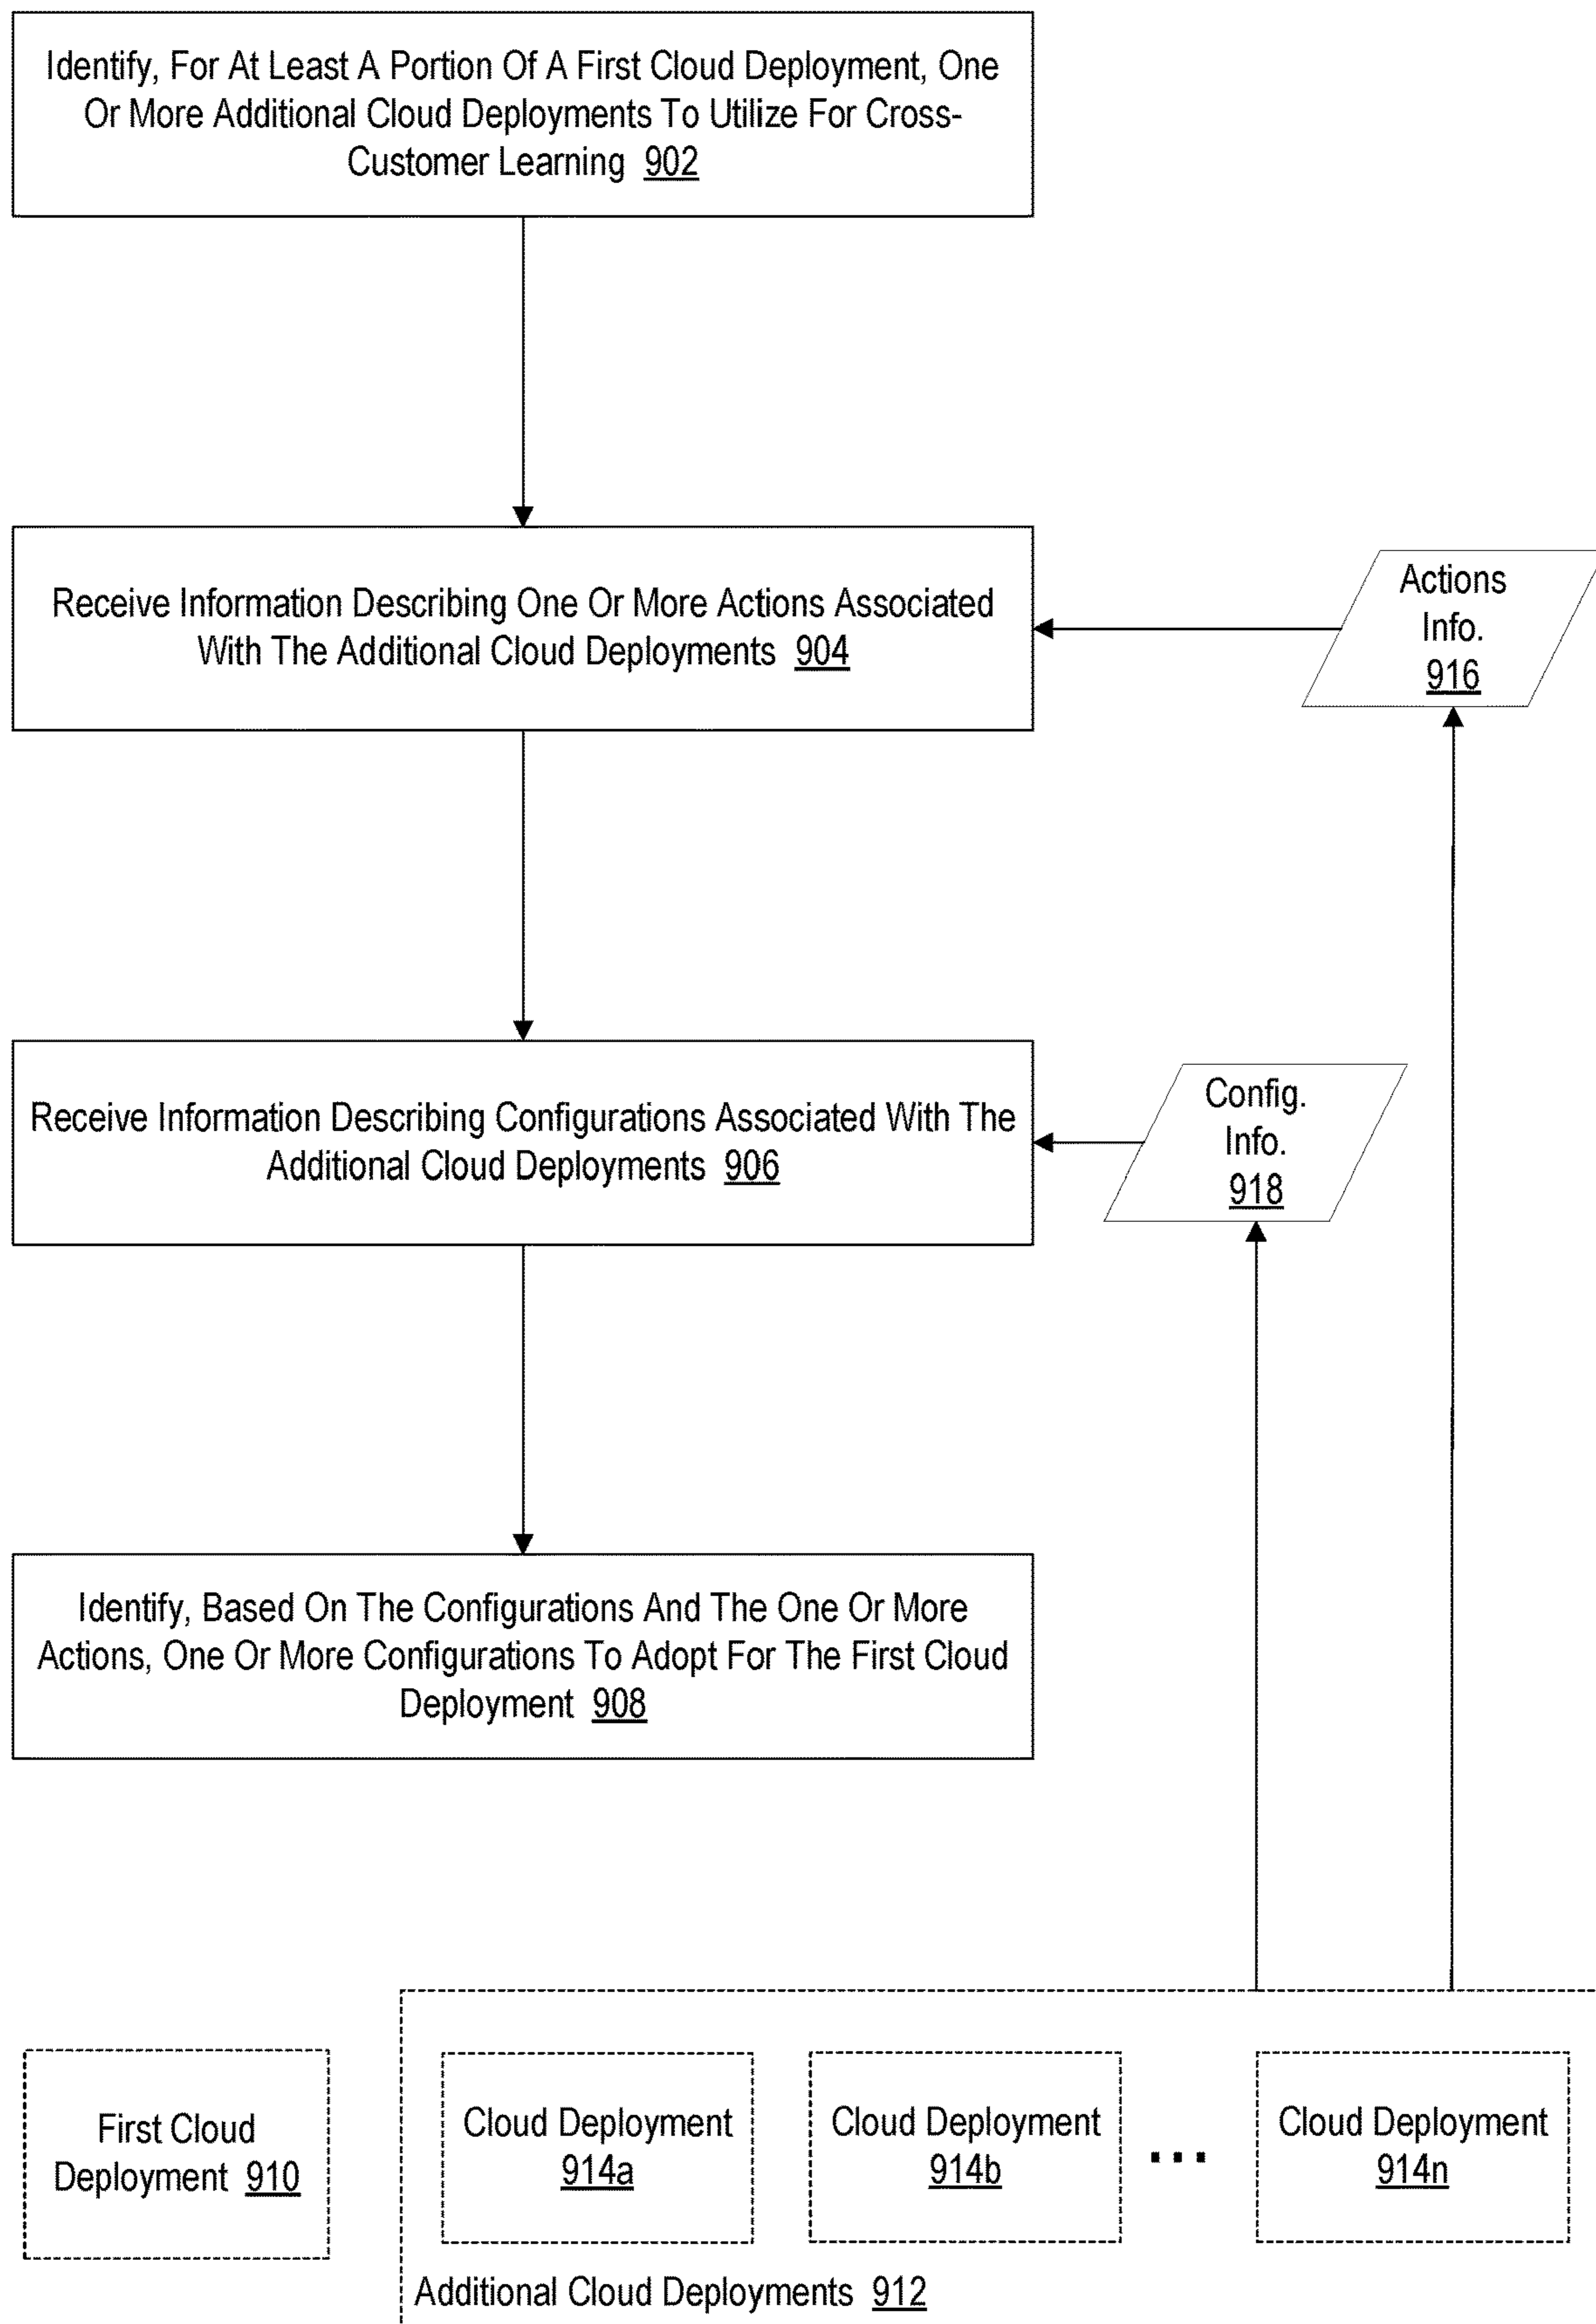 Identify, For At Least A Portion Of A First Cloud Deployment, One
Or More Additional Cloud Deployments To Utilize For Cross-
Customer Learning 902
Receive Information Describing One Or More Actions Associated
With The Additional Cloud Deployments 904
Actions
Info.
916
Receive Information Describing Configurations Associated With The
Additional Cloud Deployments 906
Config.
Info.
918
Identify, Based On The Configurations And The One Or More
Actions, One Or More Configurations To Adopt For The First Cloud
Deployment 908
First Cloud
Deployment 910
Cloud Deployment
914a
Cloud Deployment
914b
...
Cloud Deployment
914n
Additional Cloud Deployments 912